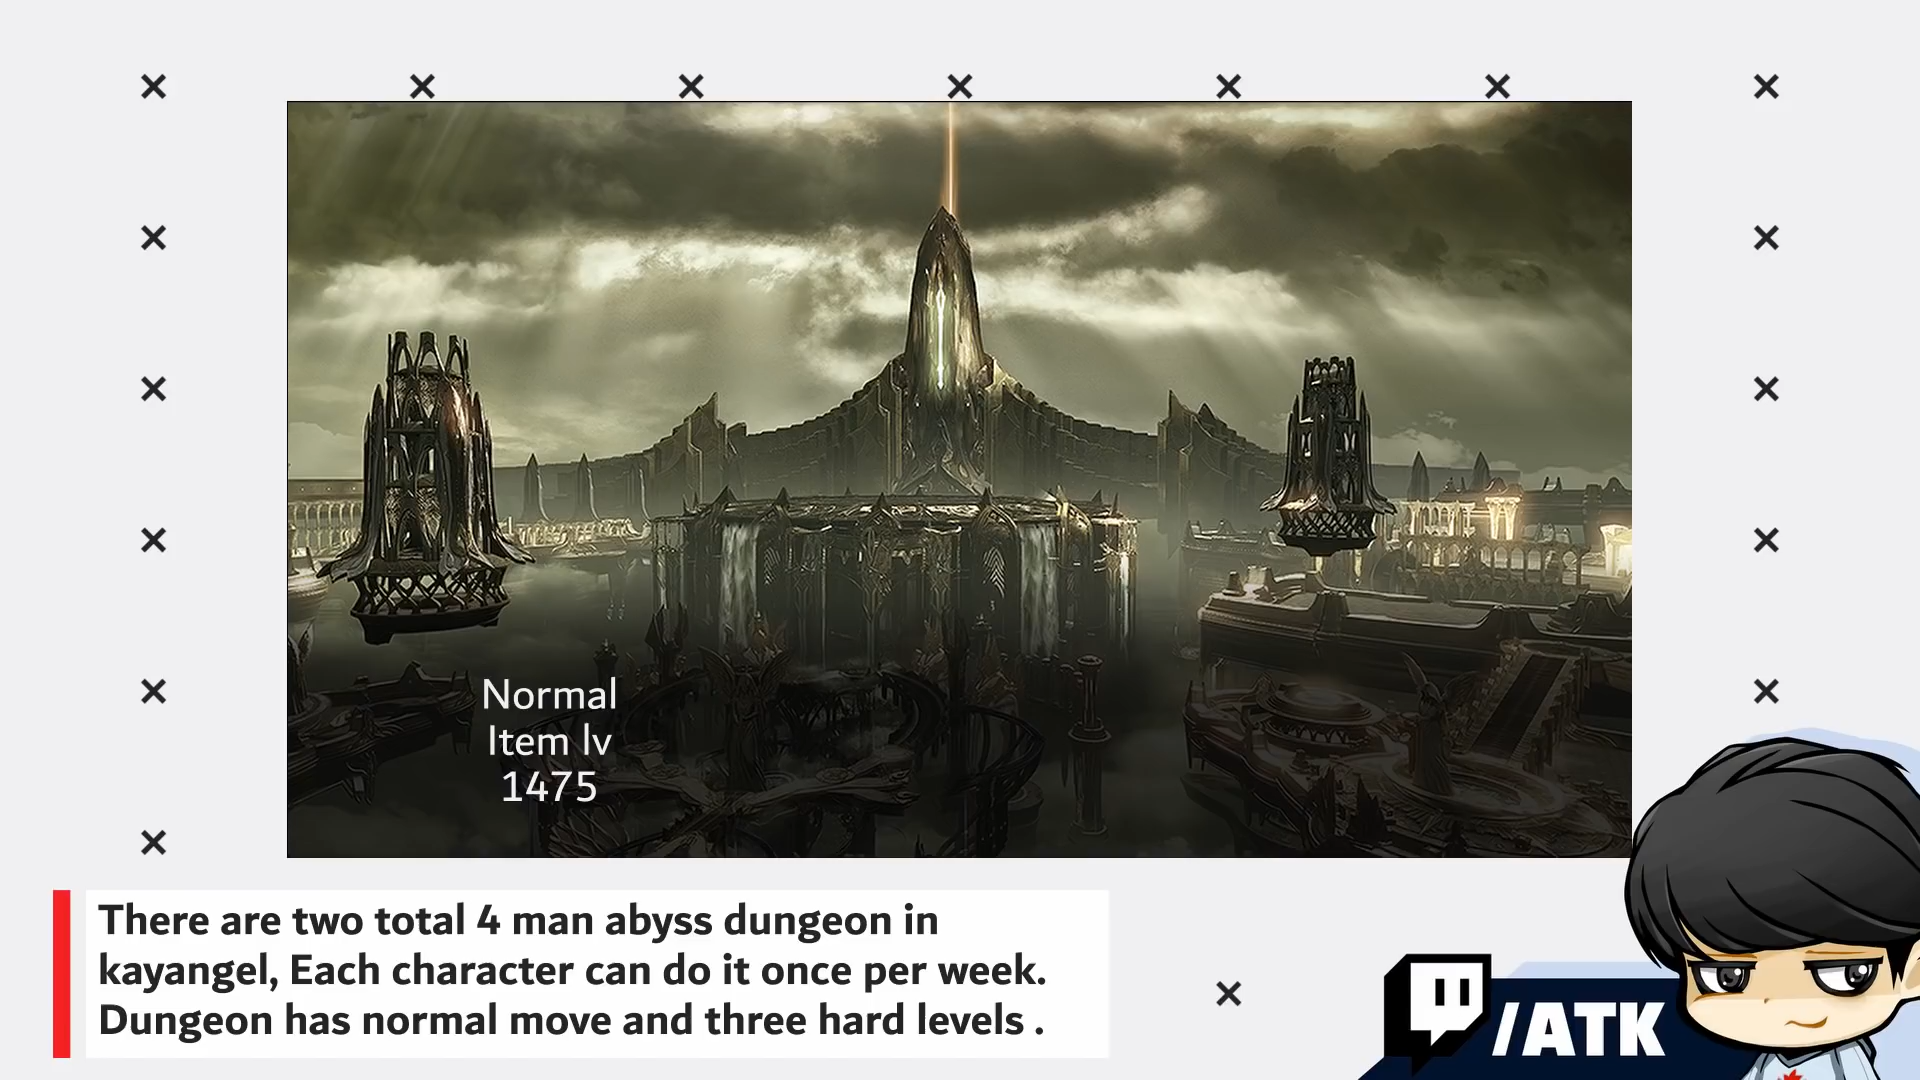 Normal
Item lv
1475
There are two total 4 man abyss dungeon in
kayangel, Each character can do it once per week.
Dungeon has normal move and three hard levels .
/ATK